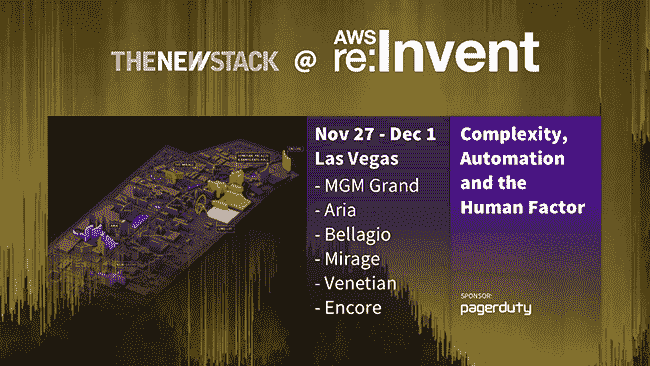 THENEWSTACK @ AWS re:Invent
Nov 27 - Dec 1
Las Vegas
- MGM Grand
- Aria
- Bellagio
- Mirage
- Venetian
- Encore
Complexity,
Automation
and the
Human Factor
SPONSOR:
pagerduty